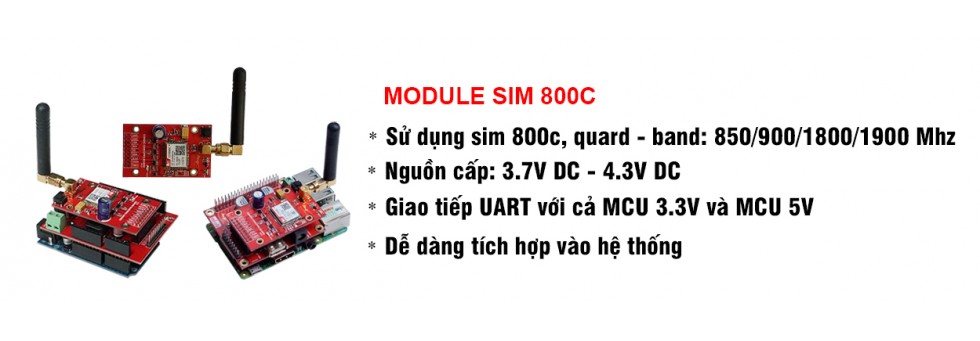 MODULE SIM 800C
* Sử dụng sim 800c, quard - band: 850/900/1800/1900 Mhz
* Nguồn cấp: 3.7V DC - 4.3V DC
* Giao tiếp UART với cả MCU 3.3V và MCU 5V
* Dễ dàng tích hợp vào hệ thống